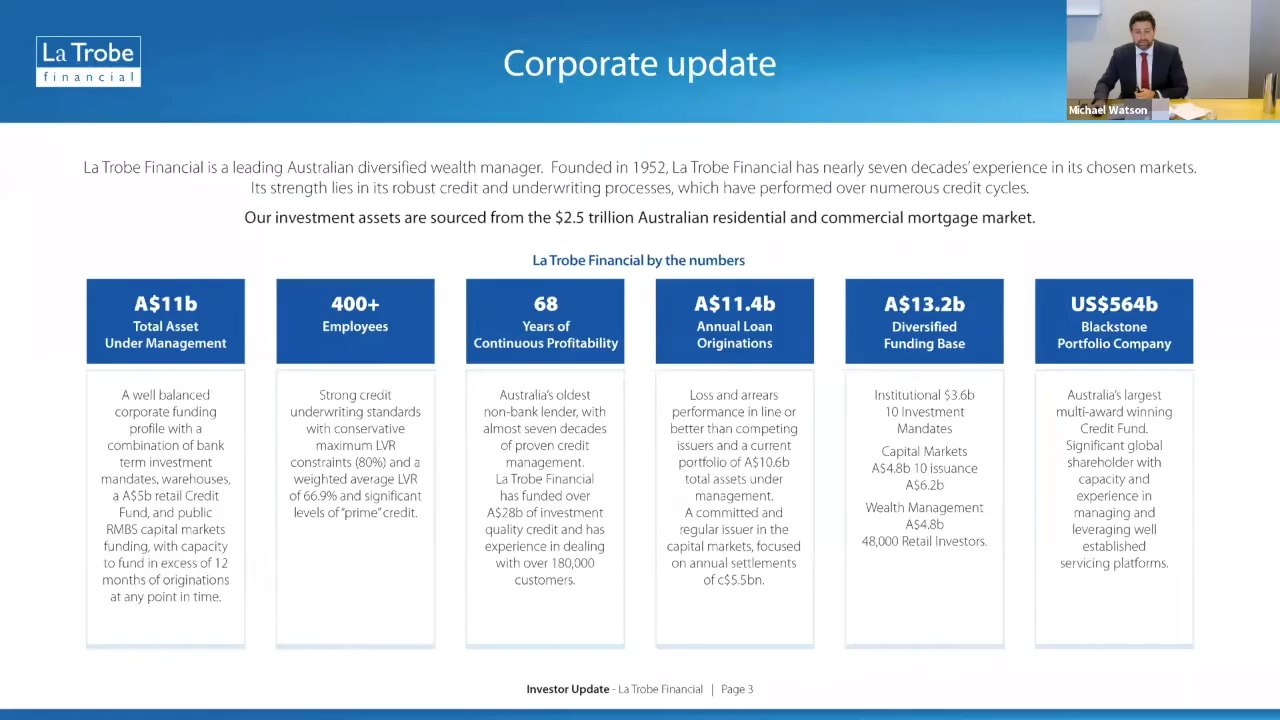 La Trobe
financial
Corporate update
Michael Watson
La Trobe Financial is a leading Australian diversified wealth manager. Founded in 1952, La Trobe Financial has nearly seven decades' experience in its chosen markets.
Its strength lies in its robust credit and underwriting processes, which have performed over numerous credit cycles.
Our investment assets are sourced from the $2.5 trillion Australian residential and commercial mortgage market.
La Trobe Financial by the numbers
A$11b
Total Asset
Under Management
A well balanced
corporate funding
profile with a
combination of bank
term investment
mandates, warehouses,
a A$5b retail Credit
Fund, and public
RMBS capital markets
funding, with capacity
to fund in excess of 12
months of originations
at any point in time.
400+
Employees
Strong credit
underwriting standards
with conservative
maximum LVR
constraints (80%) and a
weighted average LVR
of 66.9% and significant
levels of "prime" credit.
68
Years of
Continuous Profitability
Australia's oldest
non-bank lender, with
almost seven decades
of proven credit
management.
La Trobe Financial
has funded over
A$28b of investment
quality credit and has
experience in dealing
with over 180,000
customers.
A$11.4b
Annual Loan
Originations
Loss and arrears
performance in line or
better than competing
issuers and a current
portfolio of A$10.6b
total assets under
management.
A committed and
regular issuer in the
capital markets, focused
on annual settlements
of c$5.5bn.
A$13.2b
Diversified
Funding Base
Institutional $3.6b
10 Investment
Mandates
Capital Markets
A$4.8b 10 issuance
A$6.2b
Wealth Management
A$4.8b
48,000 Retail Investors.
US$564b
Blackstone
Portfolio Company
Australia's largest
multi-award winning
Credit Fund.
Significant global
shareholder with
capacity and
experience in
managing and
leveraging well
established
servicing platforms.
Investor Update - La Trobe Financial | Page 3